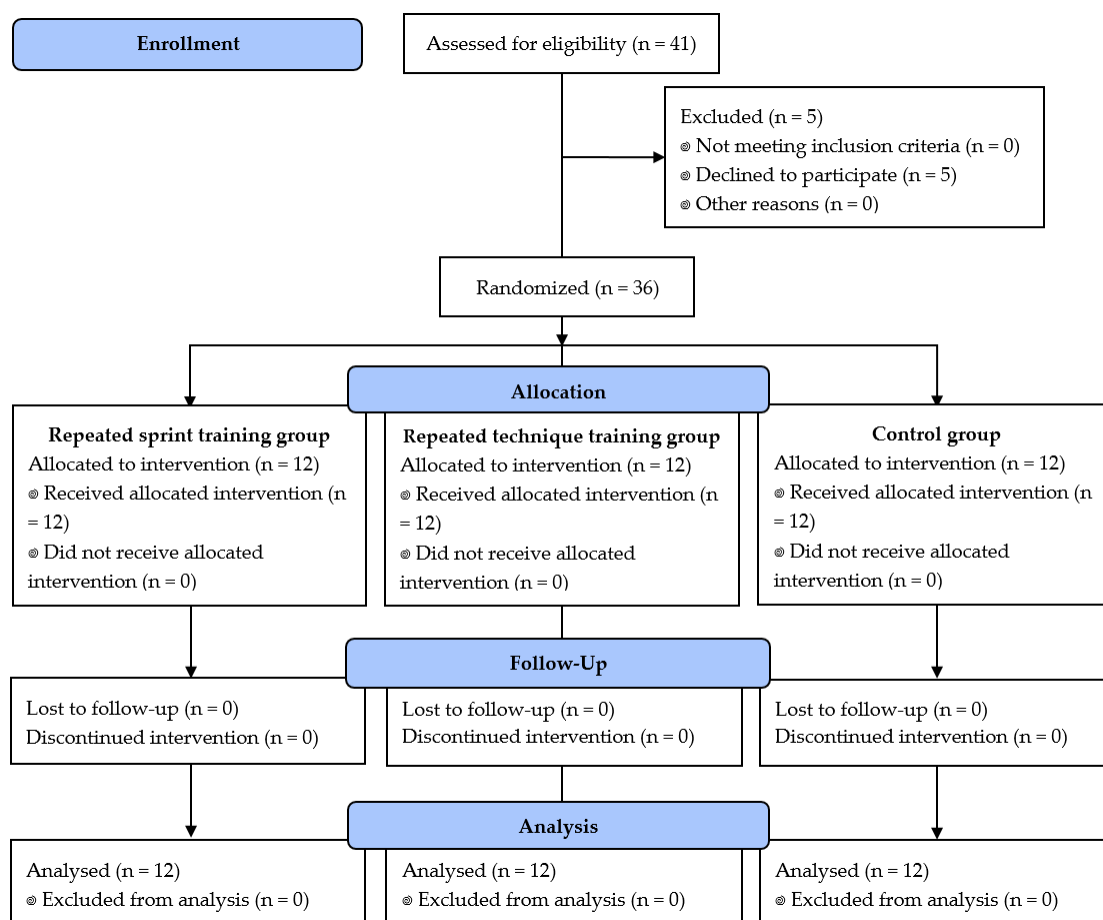 Enrollment
Assessed for eligibility (n = 41)
Excluded (n = 5)
Not meeting inclusion criteria (n = 0)
Declined to participate (n = 5)
Other reasons (n = 0)
Randomized (n = 36)
Allocation
Repeated sprint training group
Allocated to intervention (n = 12)
Received allocated intervention (n
= 12)
Did not receive allocated
intervention (n = 0)
Repeated technique training group
Allocated to intervention (n = 12)
Received allocated intervention (n
= 12)
Did not receive allocated
intervention (n = 0)
Control group
Allocated to intervention (n = 12)
Received allocated intervention (n
= 12)
Did not receive allocated
intervention (n = 0)
Follow-Up
Lost to follow-up (n = 0)
Discontinued intervention (n = 0)
Lost to follow-up (n = 0)
Discontinued intervention (n = 0)
Lost to follow-up (n = 0)
Discontinued intervention (n = 0)
Analysis
Analysed (n = 12)
Excluded from analysis (n = 0)
Analysed (n = 12)
Excluded from analysis (n = 0)
Analysed (n = 12)
Excluded from analysis (n = 0)